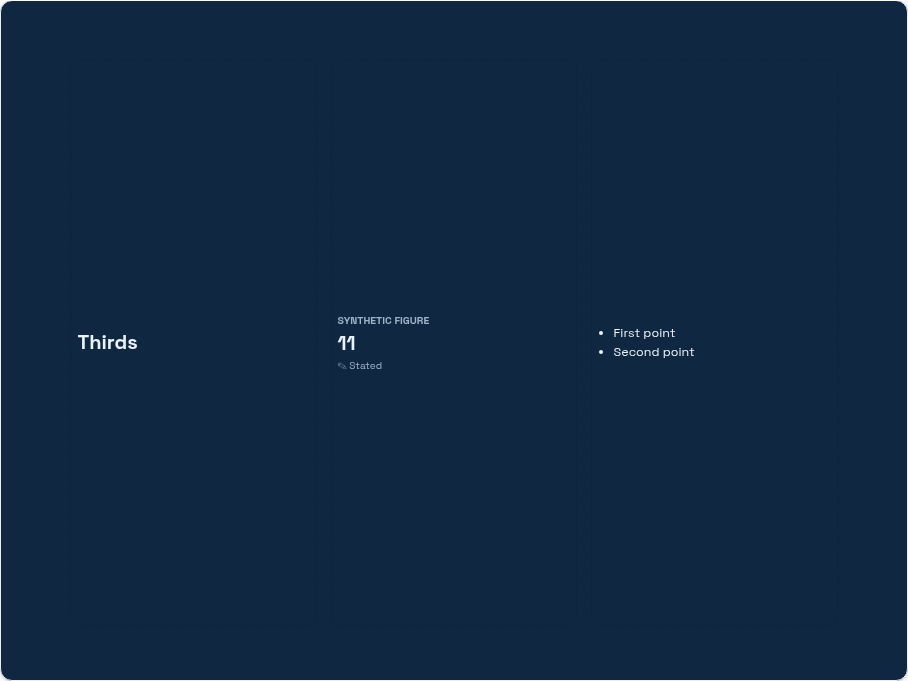 Thirds
SYNTHETIC FIGURE
11
✎ Stated
• First point
• Second point